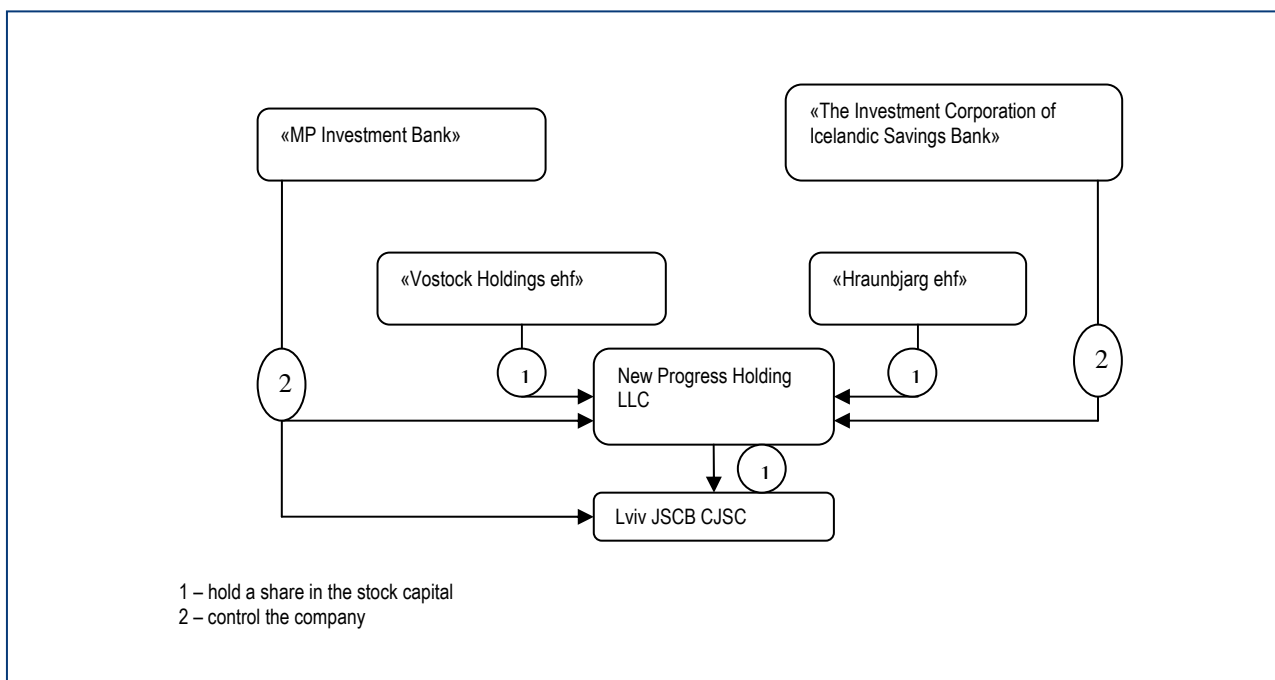 «MP Investment Bank»
«The Investment Corporation of
Icelandic Savings Bank»
«Vostock Holdings ehf»
«Hraunbjarg ehf»
2
1
New Progress Holding
LLC
1
2
1
Lviv JSCB CJSC
1 – hold a share in the stock capital
2 – control the company